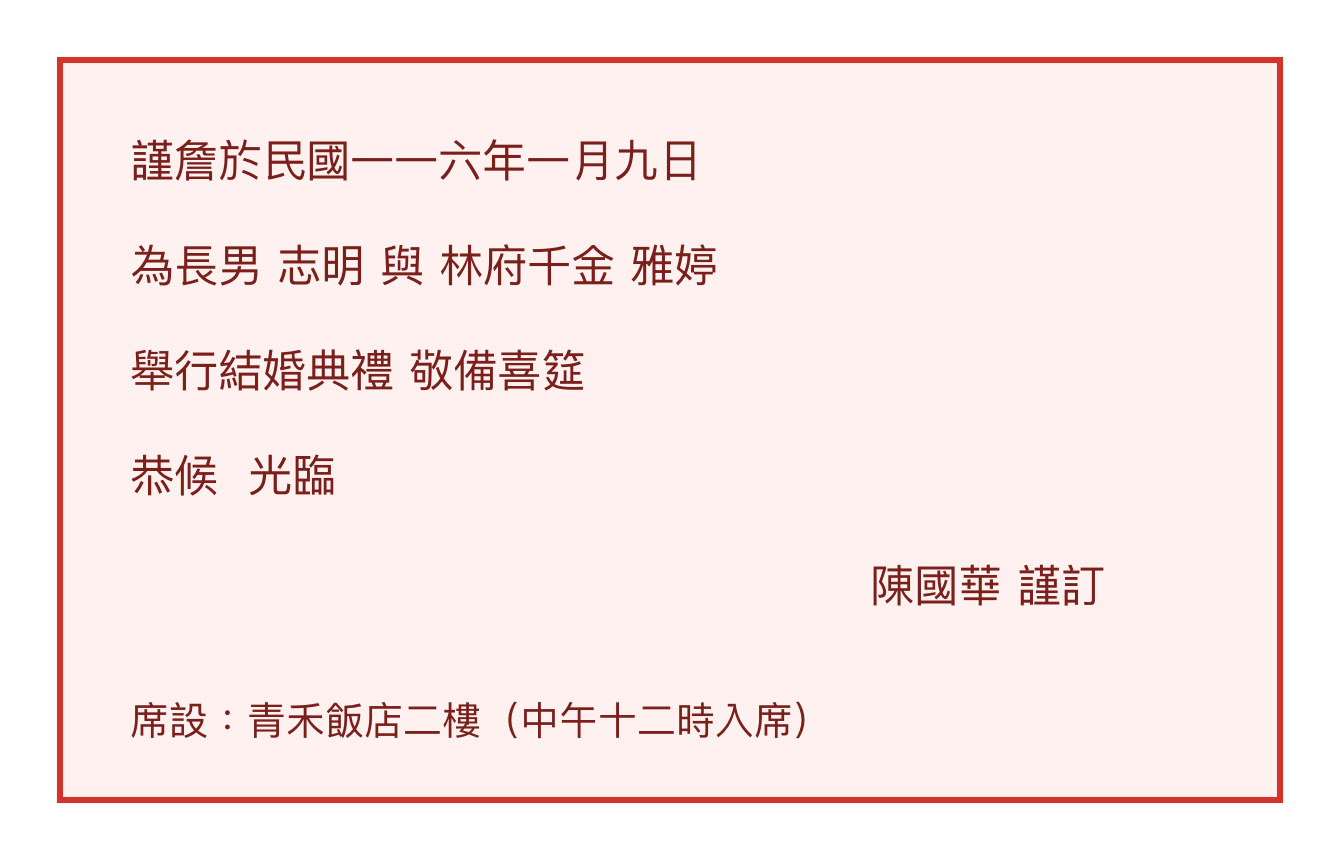 謹詹於民國一一六年一月九日
為長男 志明 與 林府千金 雅婷
舉行結婚典禮 敬備喜筵
恭候　光臨
陳國華 謹訂
席設：青禾飯店二樓（中午十二時入席）